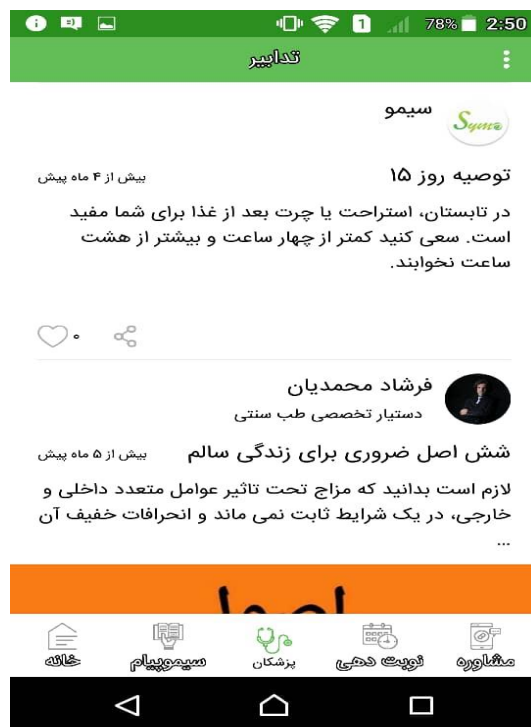 78% 2:50
1
تدابیر
سیمو
Symo
توصیه روز ۱۵
بیش از ۴ ماه پیش
در تابستان، استراحت یا چرت بعد از غذا برای شما مفید
است. سعی کنید کمتر از چهار ساعت و بیشتر از هشت
ساعت نخوابند.
۰
فرشاد محمدیان
دستیار تخصصی طب سنتی
شش اصل ضروری برای زندگی سالم
بیش از ۵ ماه پیش
لازم است بدانید که مزاج تحت تاثیر عوامل متعدد داخلی و
خارجی، در یک شرایط ثابت نمی ماند و انحرافات خفیف آن
...
مشاوره
نوبت دهی
پزشکان
سیموپیام
خانه